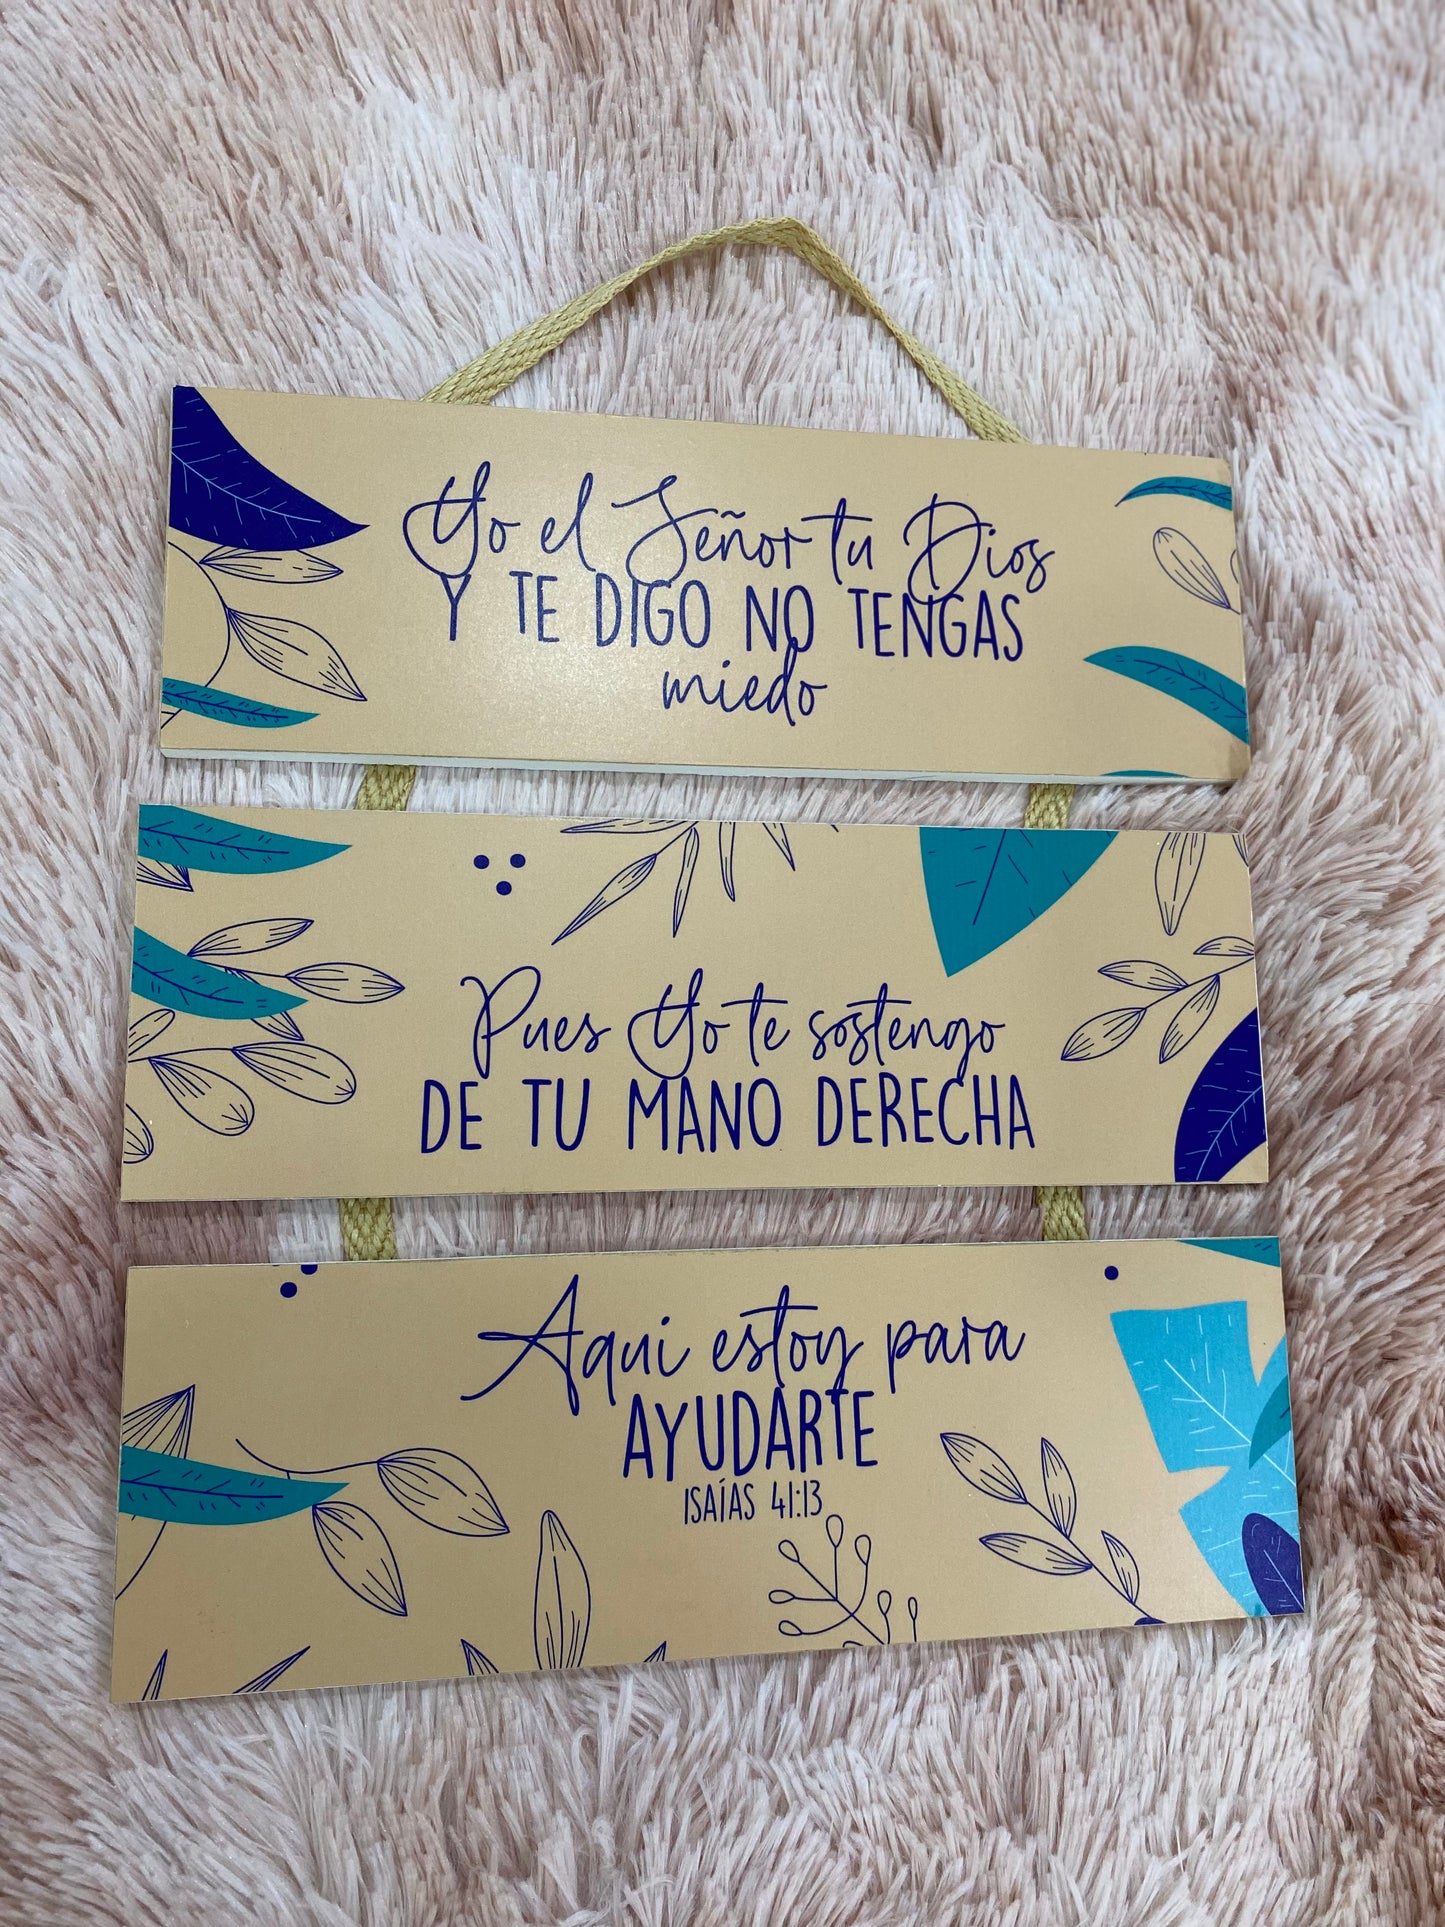 Yo el Señor tu Dios
Y TE DIGO NO TENGAS
miedo
Pues Yo te sostengo
DE TU MANO DERECHA
Aqui estoy para
AYUDARTE
ISAÍAS 41:13